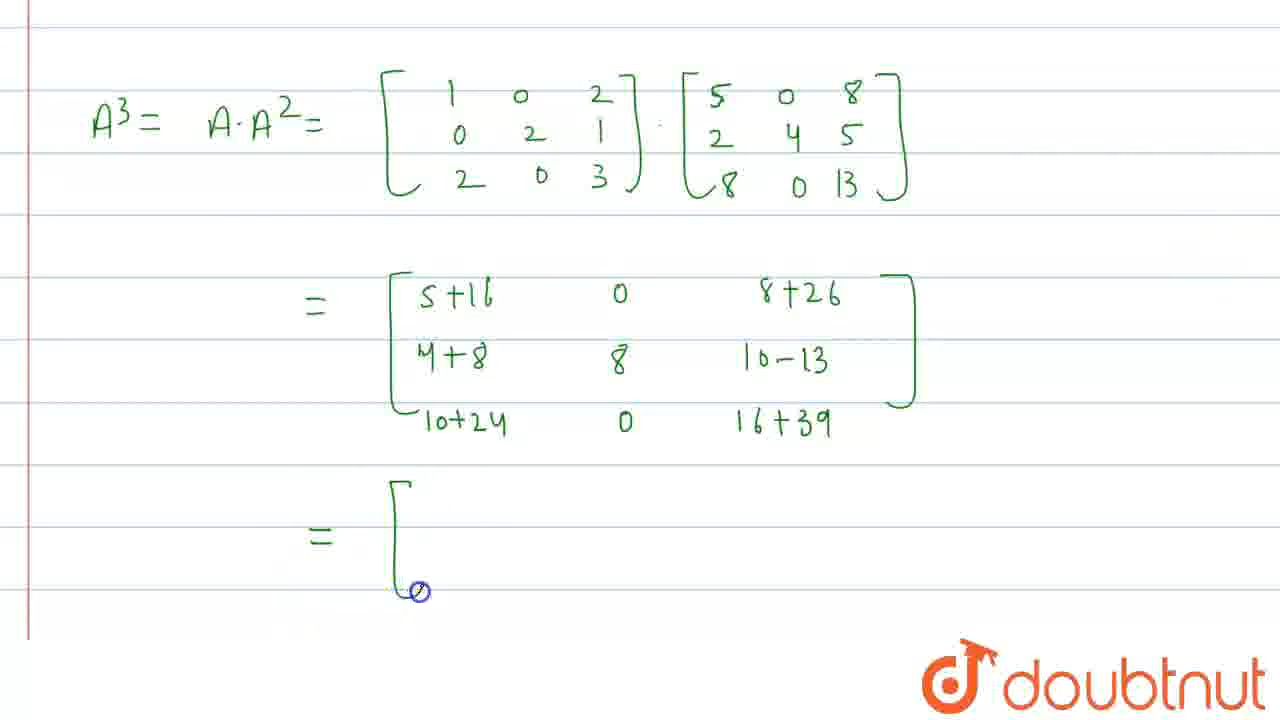 A³ = A·A² = [ 1 0 2 ] · [ 5 0 8 ]
0 2 1 2 4 5
2 0 3 8 0 13
= [ 5+16 0 8+26 ]
4+8 8 10-13
10+24 0 16+39
= [
doubtnut